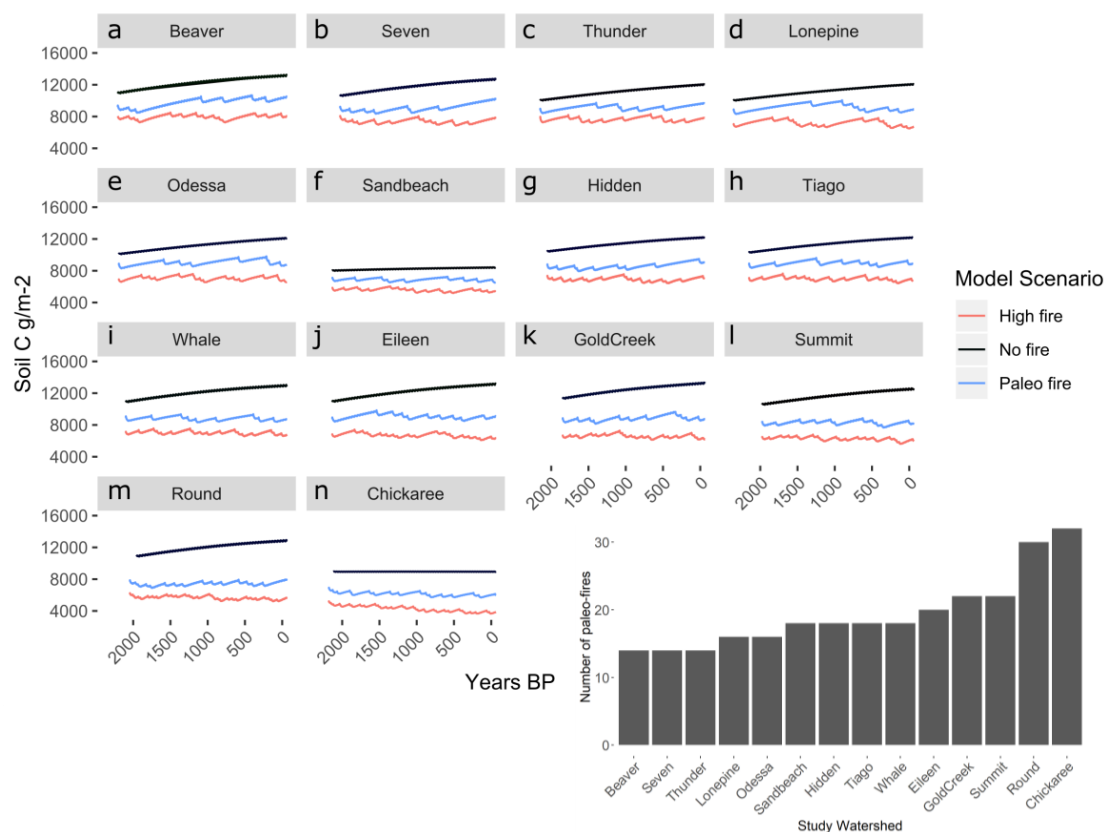 a Beaver b Seven c Thunder d Lonepine
16000
12000
8000
4000
e Odessa f Sandbeach g Hidden h Tiago
16000
12000
8000
4000
Soil C g/m-2
Model Scenario
High fire
No fire
Paleo fire
i Whale j Eileen k GoldCreek l Summit
16000
12000
8000
4000
2000 1500 1000 500 0 2000 1500 1000 500 0
m Round n Chickaree
16000
12000
8000
4000
2000 1500 1000 500 0 2000 1500 1000 500 0
Years BP
Number of paleo-fires
30
20
10
0
Beaver Seven Thunder Lonepine Odessa Sandbeach Hidden Tiago Whale Eileen GoldCreek Summit Round Chickaree
Study Watershed